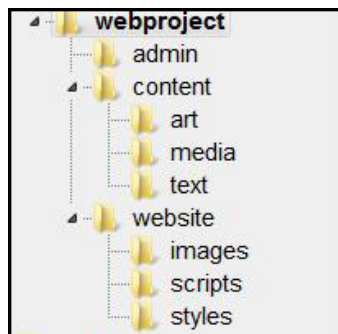 webproject
admin
content
art
media
text
website
images
scripts
styles